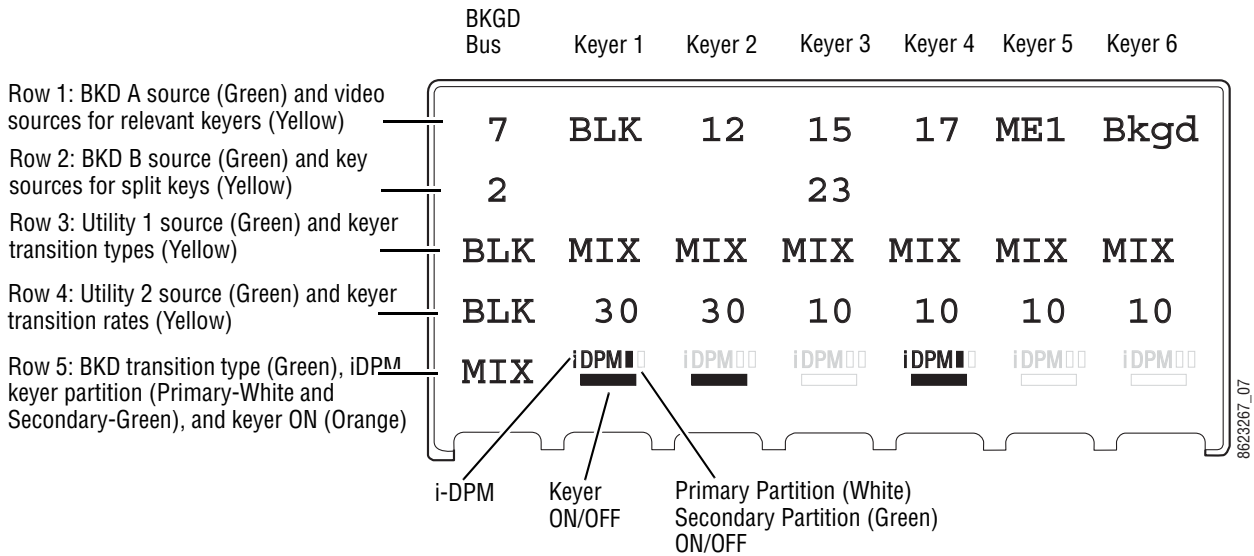 BKGD
Bus Keyer 1 Keyer 2 Keyer 3 Keyer 4 Keyer 5 Keyer 6
Row 1: BKD A source (Green) and video
sources for relevant keyers (Yellow)
7 BLK 12 15 17 ME1 Bkgd
Row 2: BKD B source (Green) and key
sources for split keys (Yellow)
2 23
Row 3: Utility 1 source (Green) and keyer
transition types (Yellow)
BLK MIX MIX MIX MIX MIX MIX
Row 4: Utility 2 source (Green) and keyer
transition rates (Yellow)
BLK 30 30 10 10 10 10
Row 5: BKD transition type (Green), iDPM
keyer partition (Primary-White and
Secondary-Green), and keyer ON (Orange)
MIX iDPM iDPM iDPM iDPM iDPM iDPM
i-DPM
Keyer
ON/OFF
Primary Partition (White)
Secondary Partition (Green)
ON/OFF
8623267_07